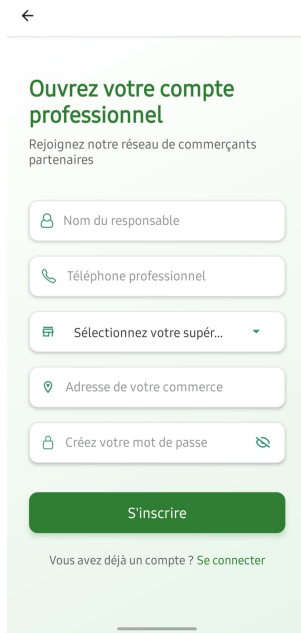 Ouvrez votre compte
professionnel
Rejoignez notre réseau de commerçants
partenaires
Nom du responsable
Téléphone professionnel
Sélectionnez votre supér...
Adresse de votre commerce
Créez votre mot de passe
S'inscrire
Vous avez déjà un compte ? Se connecter